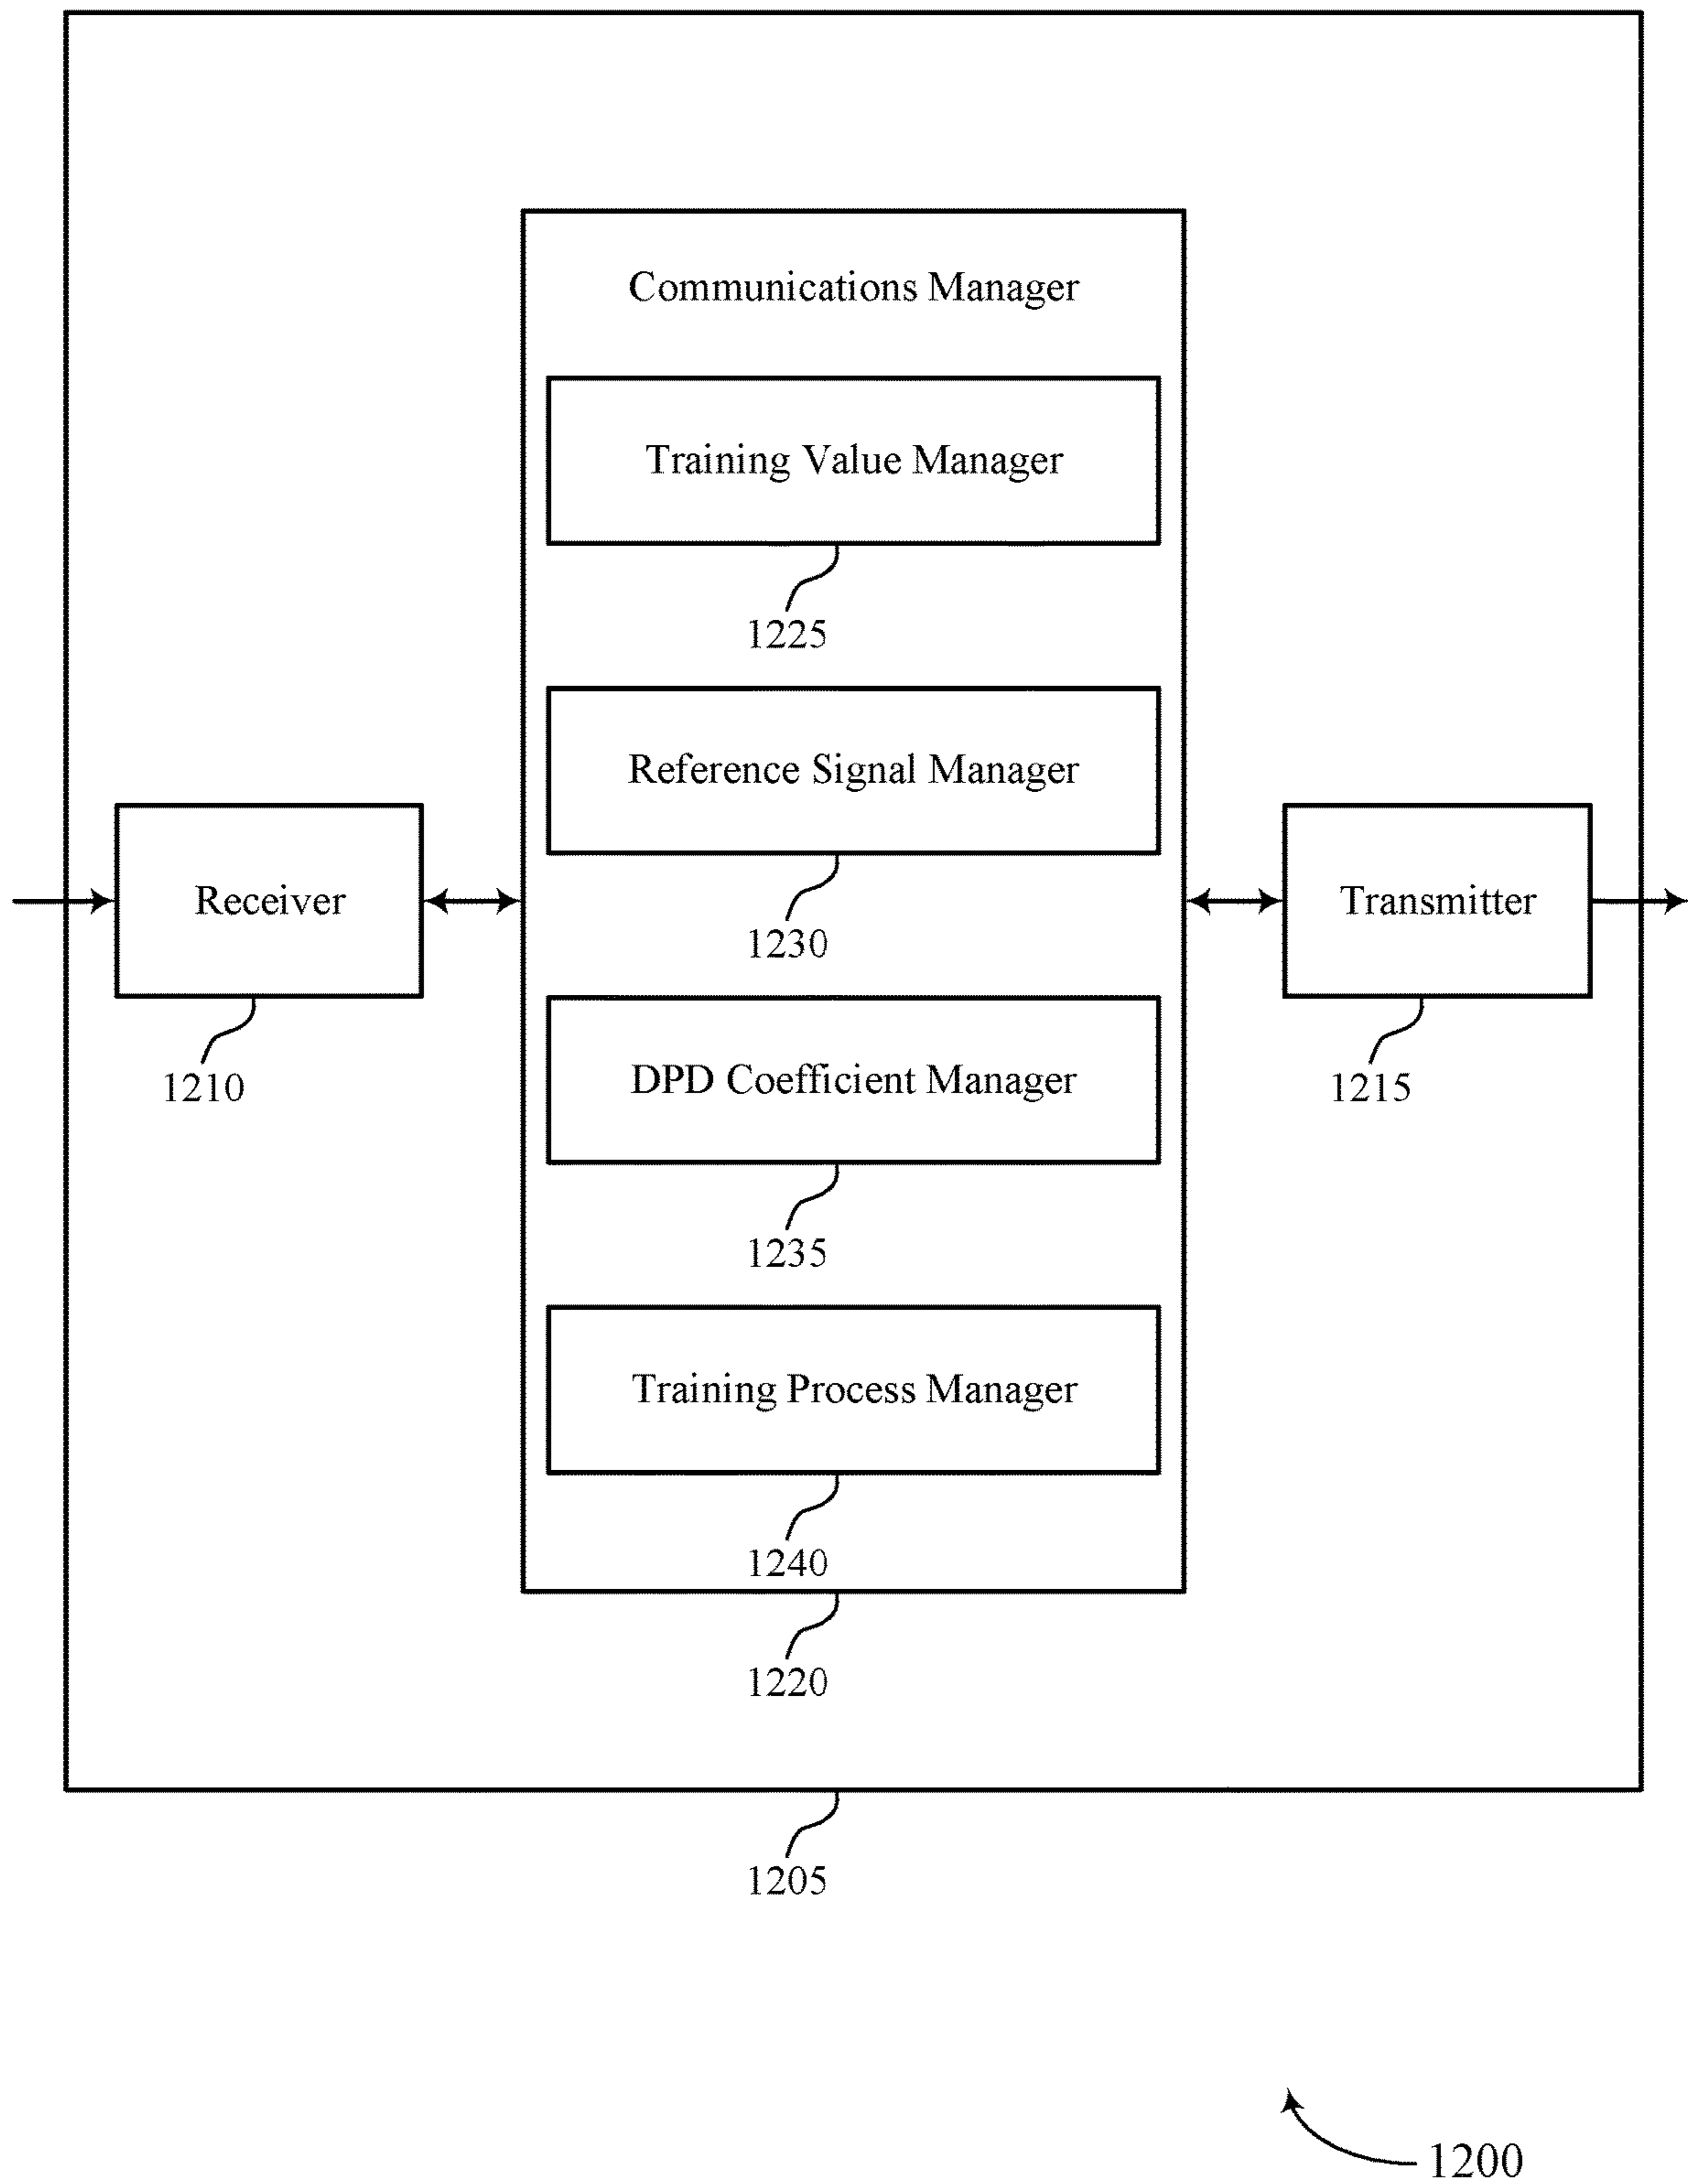 Communications Manager
Training Value Manager
1225
Reference Signal Manager
1230
Receiver
1210
Transmitter
1215
DPD Coefficient Manager
1235
Training Process Manager
1240
1220
1205
1200